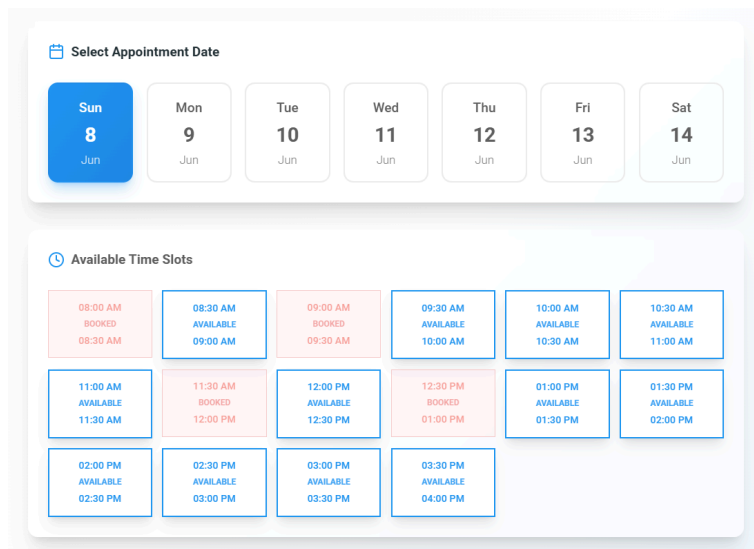 Select Appointment Date
Sun
8
Jun
Mon
9
Jun
Tue
10
Jun
Wed
11
Jun
Thu
12
Jun
Fri
13
Jun
Sat
14
Jun
Available Time Slots
08:00 AM
BOOKED
08:30 AM
08:30 AM
AVAILABLE
09:00 AM
09:00 AM
BOOKED
09:30 AM
09:30 AM
AVAILABLE
10:00 AM
10:00 AM
AVAILABLE
10:30 AM
10:30 AM
AVAILABLE
11:00 AM
11:00 AM
AVAILABLE
11:30 AM
11:30 AM
BOOKED
12:00 PM
12:00 PM
AVAILABLE
12:30 PM
12:30 PM
BOOKED
01:00 PM
01:00 PM
AVAILABLE
01:30 PM
01:30 PM
AVAILABLE
02:00 PM
02:00 PM
AVAILABLE
02:30 PM
02:30 PM
AVAILABLE
03:00 PM
03:00 PM
AVAILABLE
03:30 PM
03:30 PM
AVAILABLE
04:00 PM